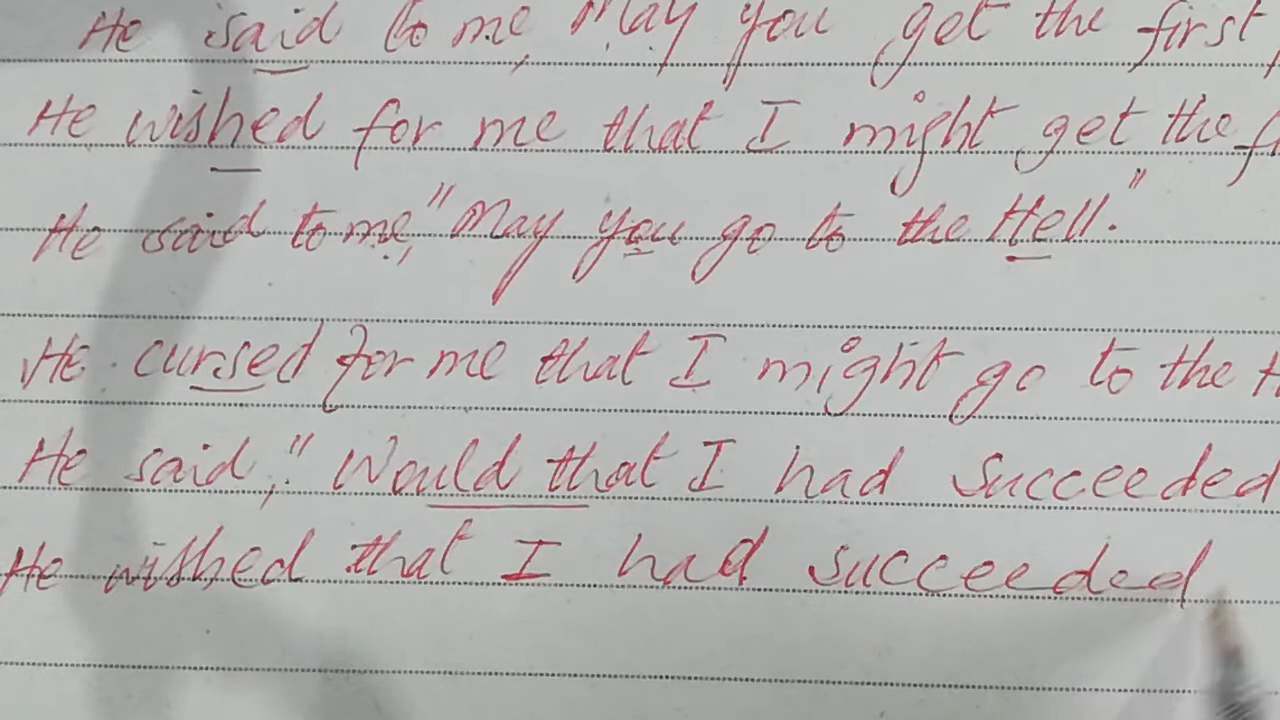 He said to me, May you get the first
He wished for me that I might get the
He said to me, "May you go to the Hell."
He cursed for me that I might go to the
He said, "Would that I had succeeded
He wished that I had succeeded